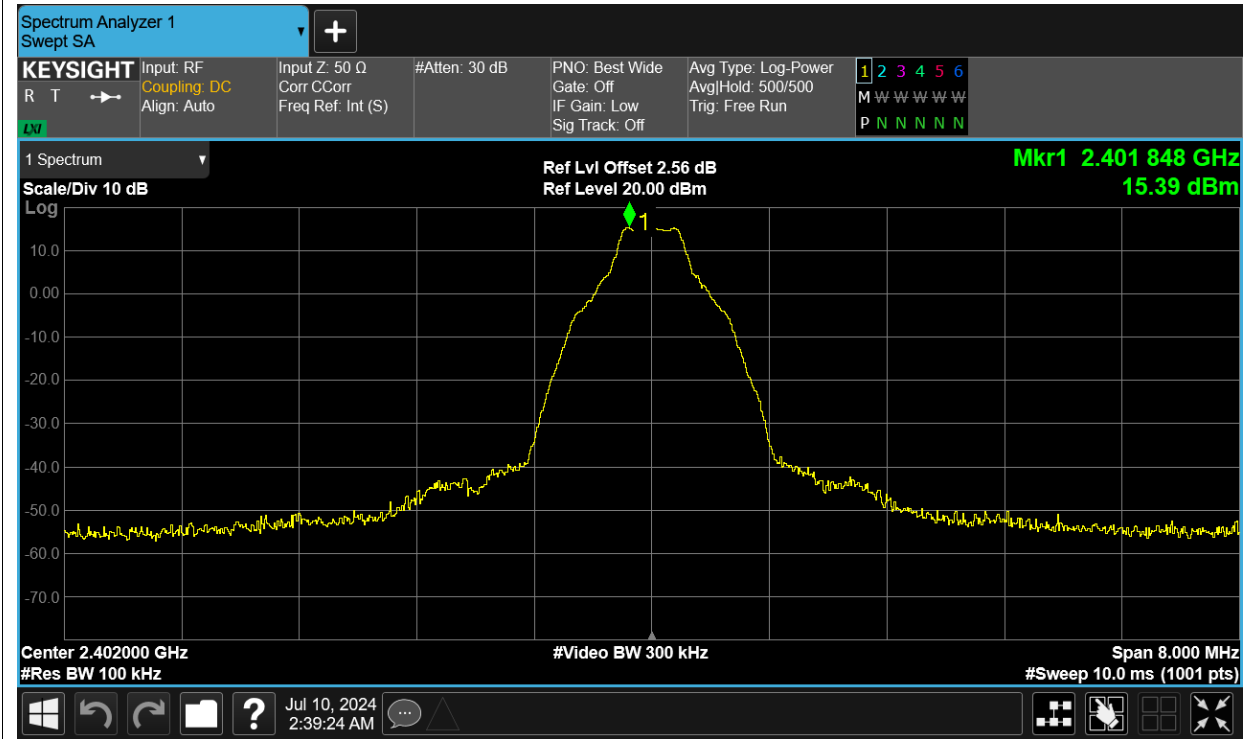 Spectrum Analyzer 1
Swept SA
KEYSIGHT
R T
LXI
Input: RF
Coupling: DC
Align: Auto
Input Z: 50 Ω
Corr CCorr
Freq Ref: Int (S)
#Atten: 30 dB
PNO: Best Wide
Gate: Off
IF Gain: Low
Sig Track: Off
Avg Type: Log-Power
Avg|Hold: 500/500
Trig: Free Run
1 2 3 4 5 6
M W W W W W
P N N N N N
1 Spectrum
Scale/Div 10 dB
Ref Lvl Offset 2.56 dB
Ref Level 20.00 dBm
Mkr1 2.401 848 GHz
15.39 dBm
Log
1
10.0
0.00
-10.0
-20.0
-30.0
-40.0
-50.0
-60.0
-70.0
Center 2.402000 GHz
#Video BW 300 kHz
Span 8.000 MHz
#Res BW 100 kHz
#Sweep 10.0 ms (1001 pts)
?
Jul 10, 2024
2:39:24 AM